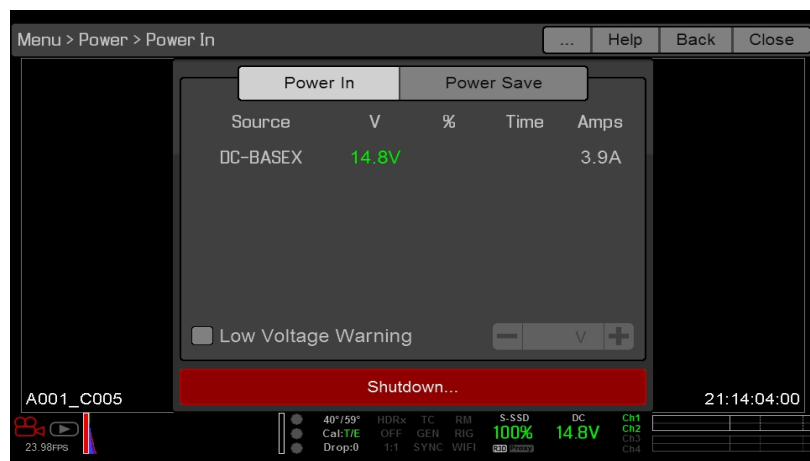 Menu > Power > Power In ... Help Back Close
Power In Power Save
Source V % Time Amps
DC-BASEX 14.8V 3.9A
Low Voltage Warning V
Shutdown...
A001_C005 21:14:04:00
40°/59° HDRx TC RM S-SSD DC Ch1
Cal:T/E OFF GEN RIG 100% 14.8V Ch2
23.98FPS Drop:0 1:1 SYNC WIFI R3D Proxy Ch3
Ch4